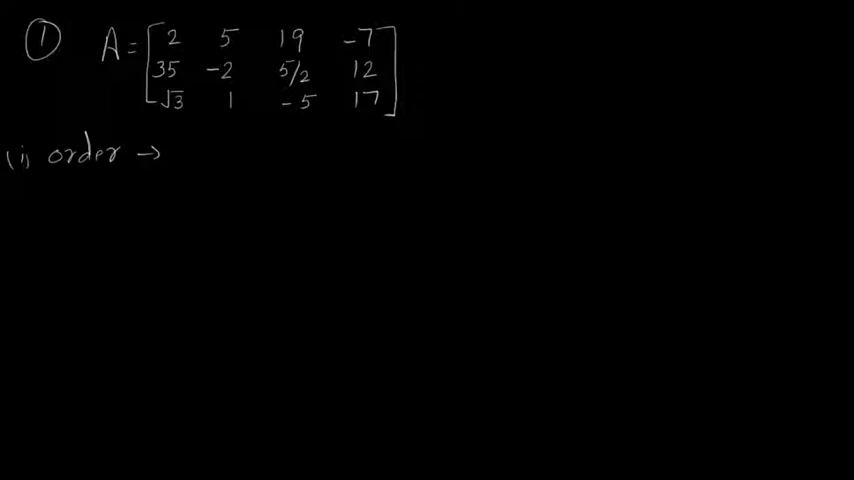 ① A = [ 2 5 19 -7
35 -2 5/2 12
√3 1 -5 17 ]
(i) order →